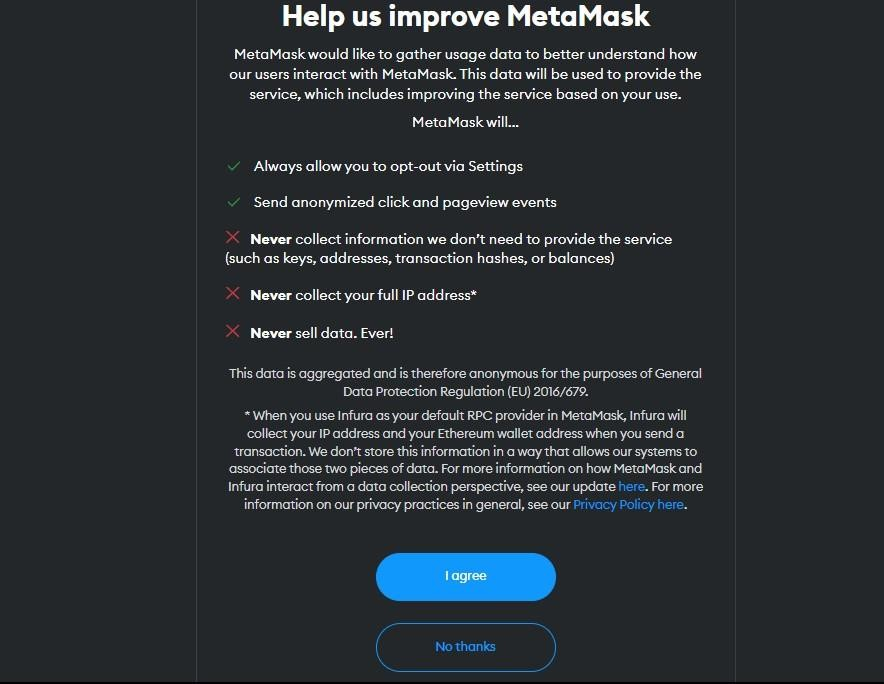 Help us improve MetaMask
MetaMask would like to gather usage data to better understand how
our users interact with MetaMask. This data will be used to provide the
service, which includes improving the service based on your use.
MetaMask will...
Always allow you to opt-out via Settings
Send anonymized click and pageview events
Never collect information we don’t need to provide the service
(such as keys, addresses, transaction hashes, or balances)
Never collect your full IP address*
Never sell data. Ever!
This data is aggregated and is therefore anonymous for the purposes of General
Data Protection Regulation (EU) 2016/679.
* When you use Infura as your default RPC provider in MetaMask, Infura will
collect your IP address and your Ethereum wallet address when you send a
transaction. We don’t store this information in a way that allows our systems to
associate those two pieces of data. For more information on how MetaMask and
Infura interact from a data collection perspective, see our update here. For more
information on our privacy practices in general, see our Privacy Policy here.
I agree
No thanks